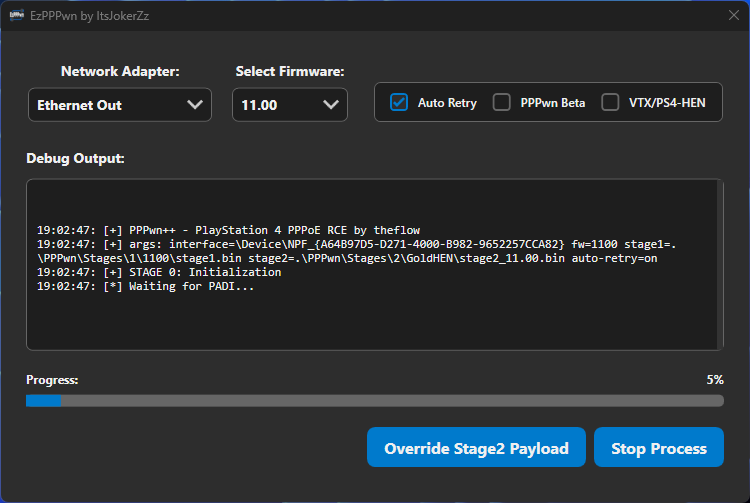 EzPPPwn by ItsJokerZz
Network Adapter:
Select Firmware:
Ethernet Out
11.00
Auto Retry
PPPwn Beta
VTX/PS4-HEN
Debug Output:
19:02:47: [+] PPPwn++ - PlayStation 4 PPPoE RCE by theflow
19:02:47: [+] args: interface=\Device\NPF_{A64B97D5-D271-4000-B982-9652257CCA82} fw=1100 stage1=.
\PPPwn\Stages\1\1100\stage1.bin stage2=.\PPPwn\Stages\2\GoldHEN\stage2_11.00.bin auto-retry=on
19:02:47: [+] STAGE 0: Initialization
19:02:47: [*] Waiting for PADI...
Progress:
5%
Override Stage2 Payload
Stop Process